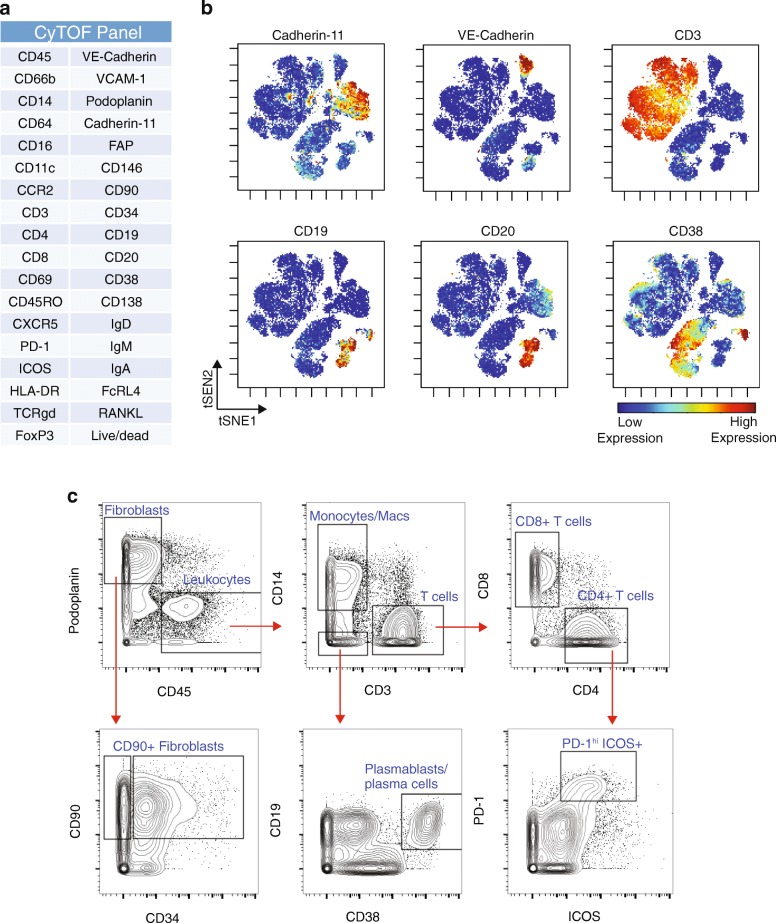 a
CyTOF Panel
CD45 VE-Cadherin
CD66b VCAM-1
CD14 Podoplanin
CD64 Cadherin-11
CD16 FAP
CD11c CD146
CCR2 CD90
CD3 CD34
CD4 CD19
CD8 CD20
CD69 CD38
CD45RO CD138
CXCR5 IgD
PD-1 IgM
ICOS IgA
HLA-DR FcRL4
TCRgd RANKL
FoxP3 Live/dead
b
Cadherin-11 VE-Cadherin CD3
CD19 CD20 CD38
tSEN2
tSNE1
Low Expression
High Expression
c
Fibroblasts
Leukocytes
Podoplanin
CD45
Monocytes/Macs
T cells
CD14
CD3
CD8+ T cells
CD4+ T cells
CD8
CD4
CD90+ Fibroblasts
CD90
CD34
Plasmablasts/
plasma cells
CD19
CD38
PD-1hi ICOS+
PD-1
ICOS